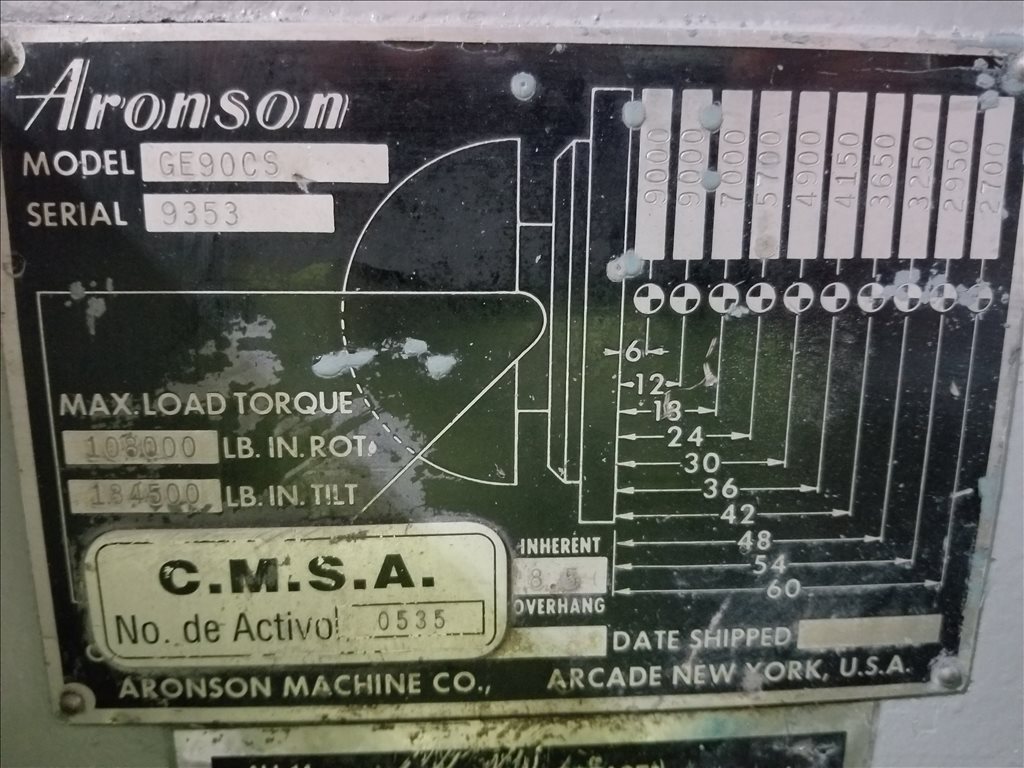 Aronson
MODEL GE90CS
SERIAL 9353
9000 9000 7000 5700 4900 4150 3650 3250 2950 2700
6
12
18
24
30
36
42
48
54
60
MAX. LOAD TORQUE
108000 LB. IN. ROT.
184500 LB. IN. TILT
INHERENT
8.5
OVERHANG
C.M.S.A.
No. de Activo 0535
DATE SHIPPED
ARONSON MACHINE CO., ARCADE NEW YORK, U.S.A.